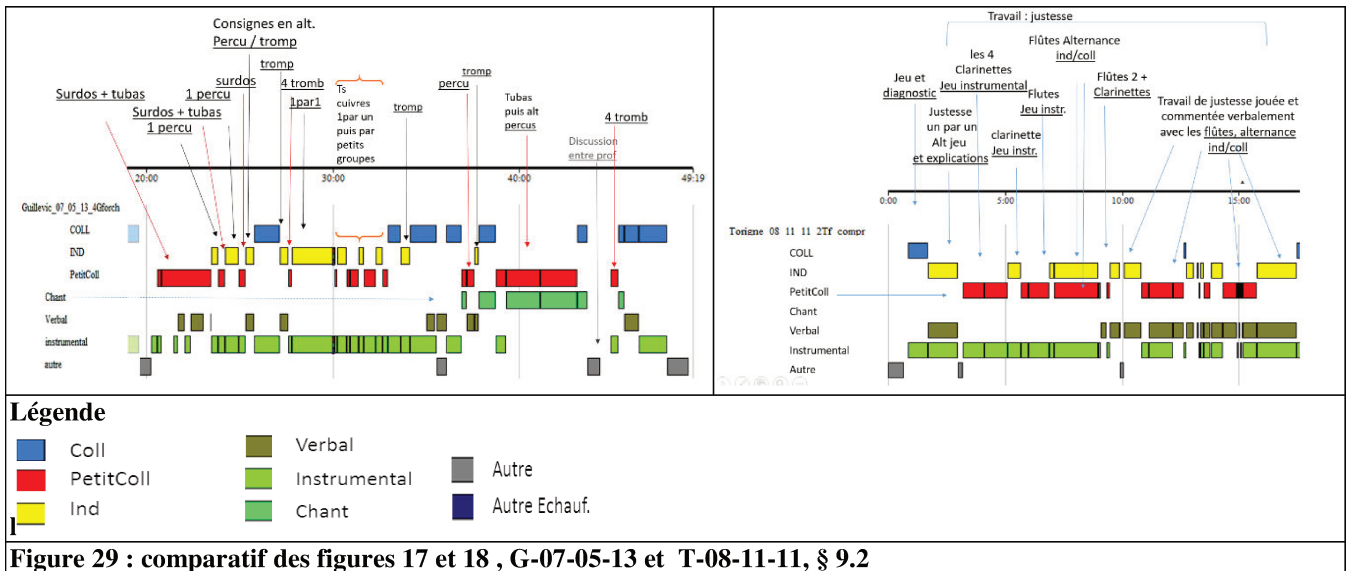 Consignes en alt.
Percu / tromp
tromp
surdos
4 tromb
1par1
Surdos + tubas
1 percu
Surdos + tubas
1 percu
Ts
cuivres
1par un
puis par
petits
groupes
tromp
percu
tromp
Tubas
puis alt
percus
Discussion
entre prof
4 tromb
20:00
30:00
40:00
49:19
Guillevic_07_05_13_4Gforch
COLL
IND
PetitColl
Chant
Verbal
instrumental
autre
Travail : justesse
Jeu et
diagnostic
Justesse
un par un
Alt jeu
et explications
les 4
Clarinettes
Jeu instrumental
clarinette
Jeu instr.
Flutes
Jeu instr.
Flûtes Alternance
ind/coll
Flûtes 2 +
Clarinettes
Travail de justesse jouée et
commentée verbalement
avec les flûtes, alternance
ind/coll
0:00
5:00
10:00
15:00
Torigne_08_11_11_2Tf_compr
COLL
IND
PetitColl
Chant
Verbal
Instrumental
Autre
Légende
Coll
PetitColl
Ind
Verbal
Instrumental
Chant
Autre
Autre Echauf.
l
Figure 29 : comparatif des figures 17 et 18 , G-07-05-13 et T-08-11-11, § 9.2